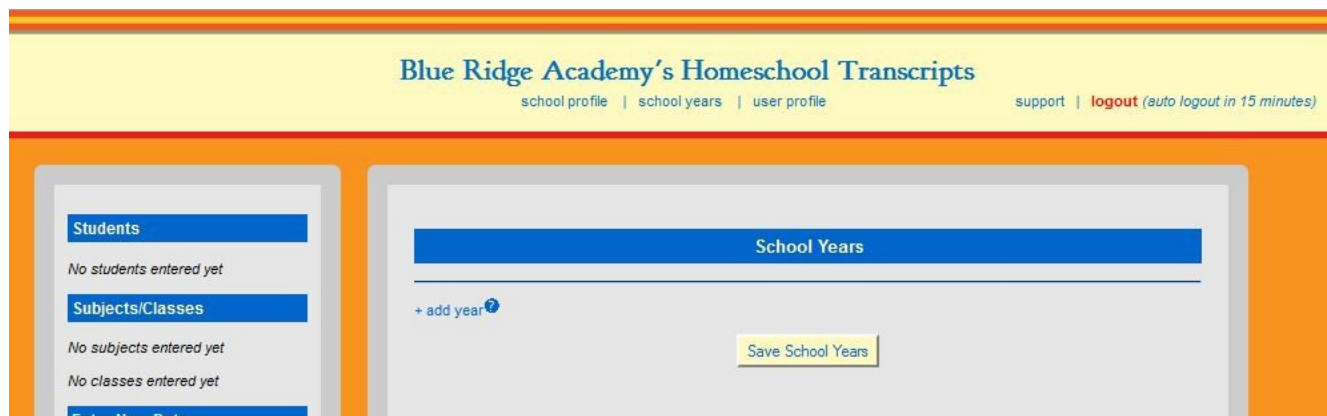 Blue Ridge Academy's Homeschool Transcripts
school profile | school years | user profile
support | logout (auto logout in 15 minutes)
Students
No students entered yet
Subjects/Classes
No subjects entered yet
No classes entered yet
School Years
+ add year?
Save School Years